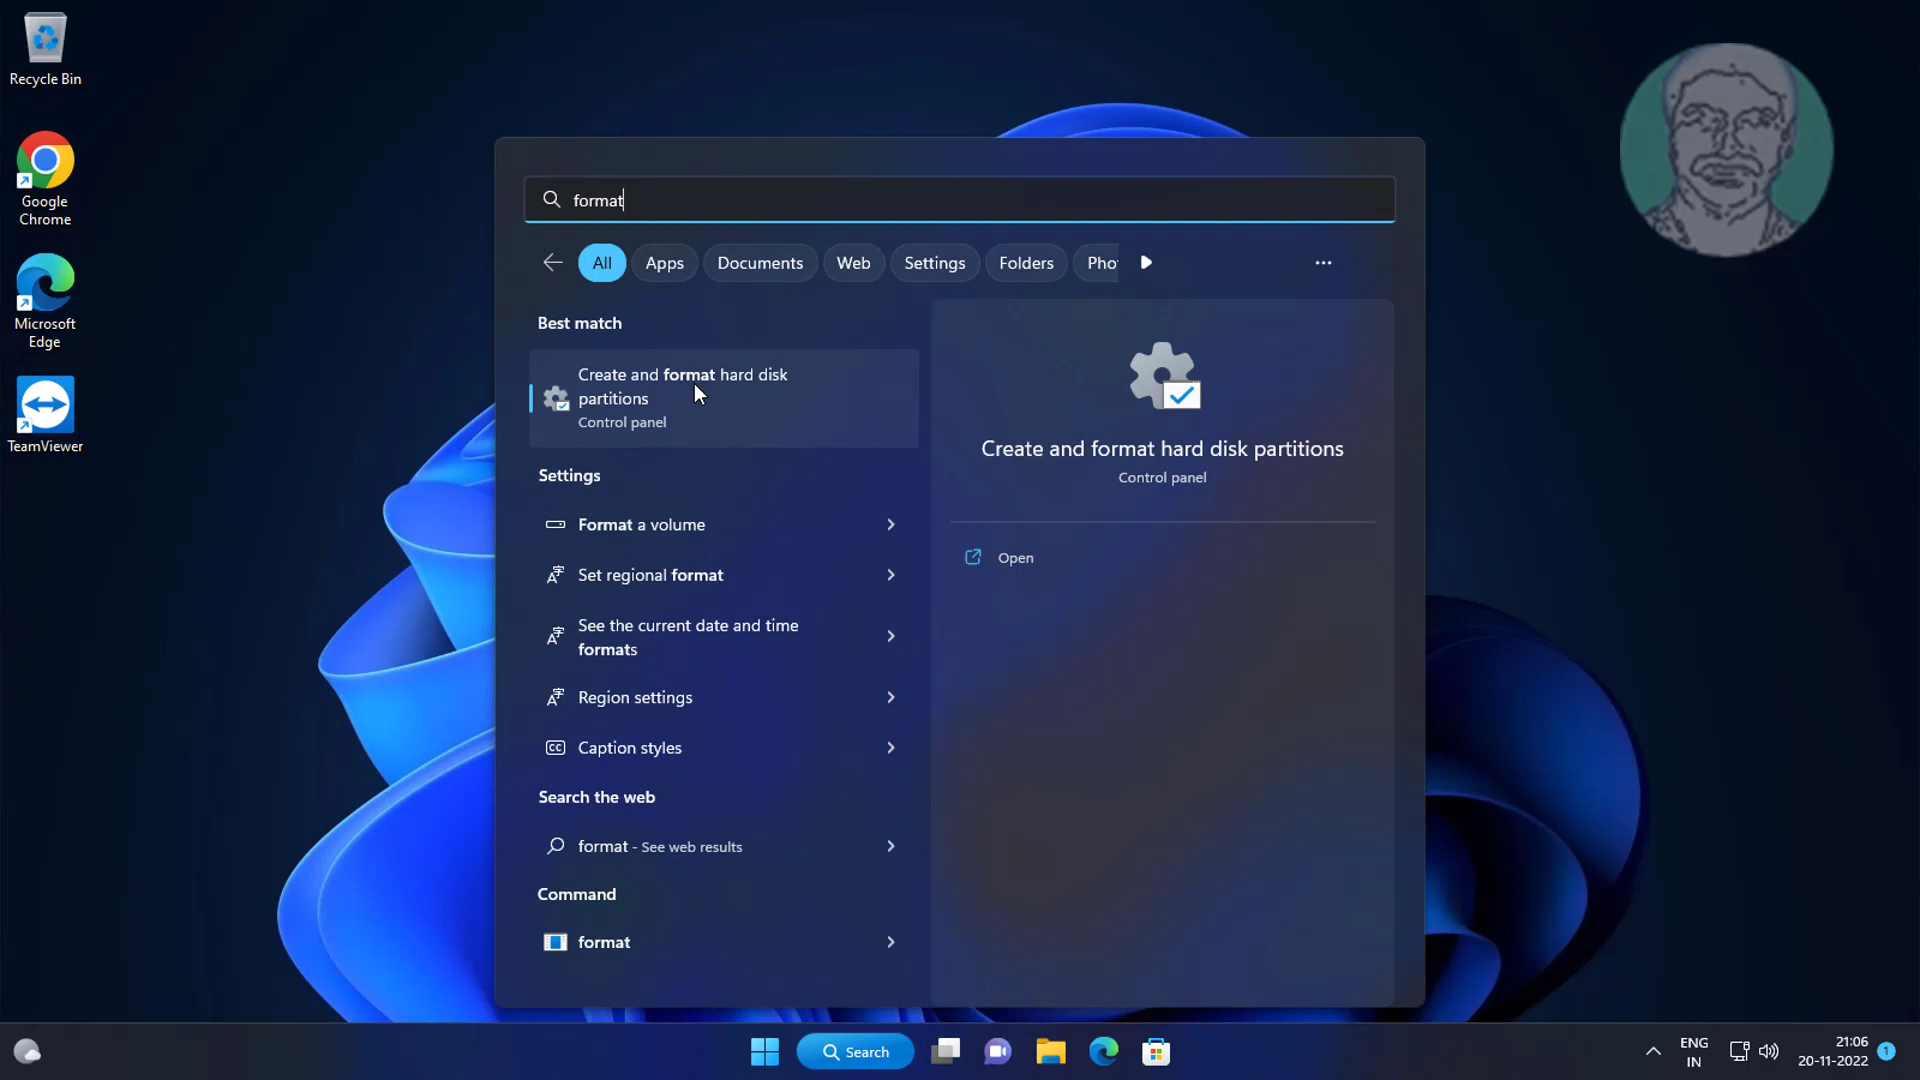 Recycle Bin
Google
Chrome
Microsoft
Edge
TeamViewer
format
All
Apps
Documents
Web
Settings
Folders
Pho
Best match
Create and format hard disk
partitions
Control panel
Settings
Format a volume
Set regional format
See the current date and time
formats
Region settings
Caption styles
Search the web
format - See web results
Command
format
Create and format hard disk partitions
Control panel
Open
Search
ENG
IN
21:06
20-11-2022
1